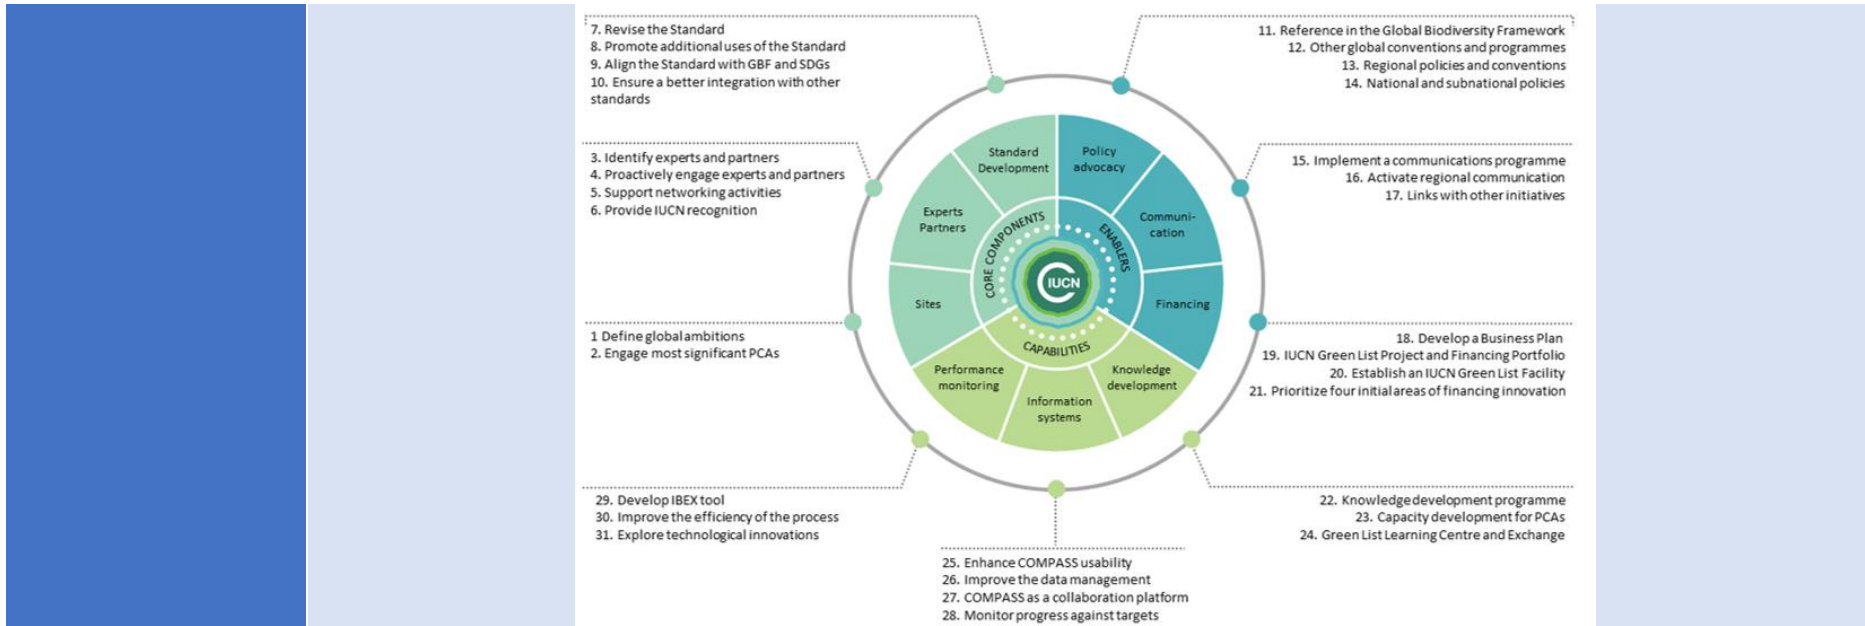 7. Revise the Standard
8. Promote additional uses of the Standard
9. Align the Standard with GBF and SDGs
10. Ensure a better integration with other
standards
11. Reference in the Global Biodiversity Framework
12. Other global conventions and programmes
13. Regional policies and conventions
14. National and subnational policies
3. Identify experts and partners
4. Proactively engage experts and partners
5. Support networking activities
6. Provide IUCN recognition
15. Implement a communications programme
16. Activate regional communication
17. Links with other initiatives
Standard
Development
Policy
advocacy
Experts
Partners
Communi-
cation
CORE COMPONENTS
ENABLERS
IUCN
Sites
Financing
CAPABILITIES
Performance
monitoring
Information
systems
Knowledge
development
1 Define global ambitions
2. Engage most significant PCAs
18. Develop a Business Plan
19. IUCN Green List Project and Financing Portfolio
20. Establish an IUCN Green List Facility
21. Prioritize four initial areas of financing innovation
29. Develop IBEX tool
30. Improve the efficiency of the process
31. Explore technological innovations
22. Knowledge development programme
23. Capacity development for PCAs
24. Green List Learning Centre and Exchange
25. Enhance COMPASS usability
26. Improve the data management
27. COMPASS as a collaboration platform
28. Monitor progress against targets